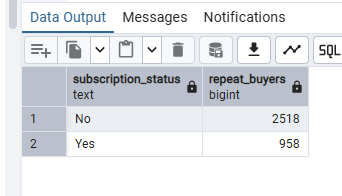 Data Output Messages Notifications
SQL
subscription_status repeat_buyers
text bigint
1 No 2518
2 Yes 958